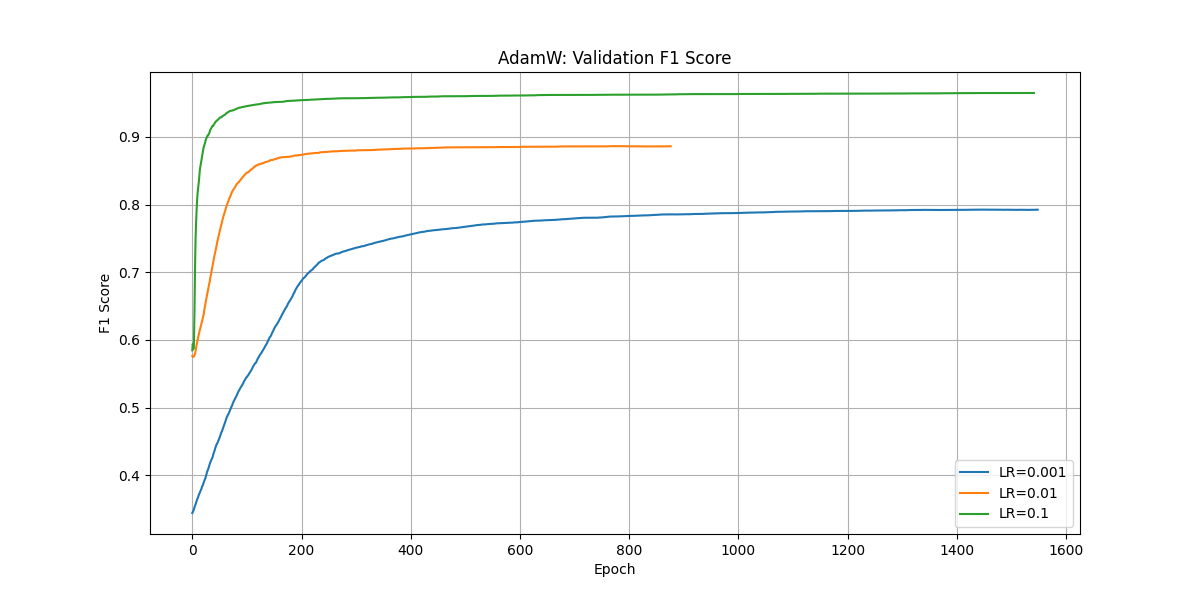 AdamW: Validation F1 Score
F1 Score
0.9
0.8
0.7
0.6
0.5
0.4
0 200 400 600 800 1000 1200 1400 1600
Epoch
LR=0.001
LR=0.01
LR=0.1